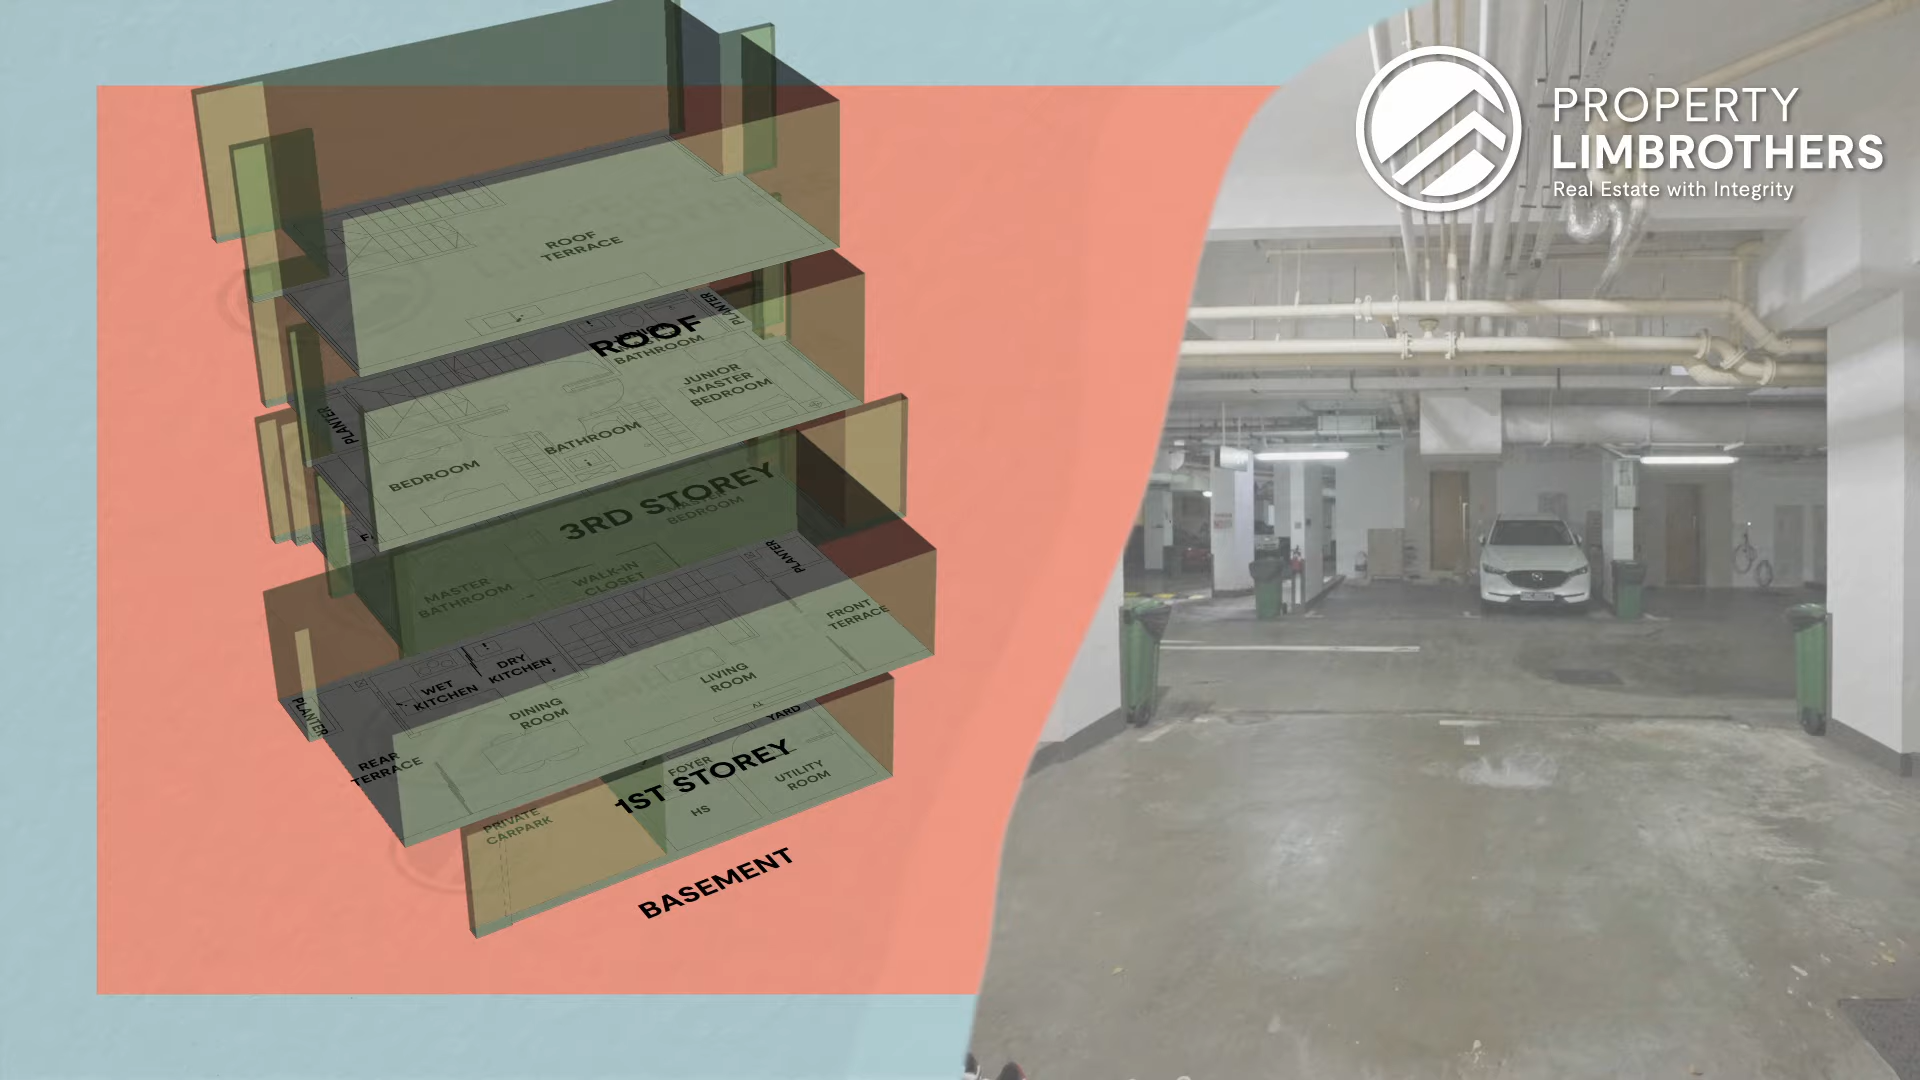 PROPERTY
LIMBROTHERS
Real Estate with Integrity
ROOF
TERRACE
PLANTER
ROOF
BATHROOM
JUNIOR
MASTER
BEDROOM
PLANTER
BATHROOM
BEDROOM
3RD STOREY
MASTER
BEDROOM
PLANTER
WALK-IN
CLOSET
MASTER
BATHROOM
FRONT
TERRACE
DRY
KITCHEN
WET
KITCHEN
LIVING
ROOM
DINING
ROOM
TV
YARD
PLANTER
REAR
TERRACE
1ST STOREY
FOYER
UTILITY
ROOM
HS
PRIVATE
CARPARK
BASEMENT